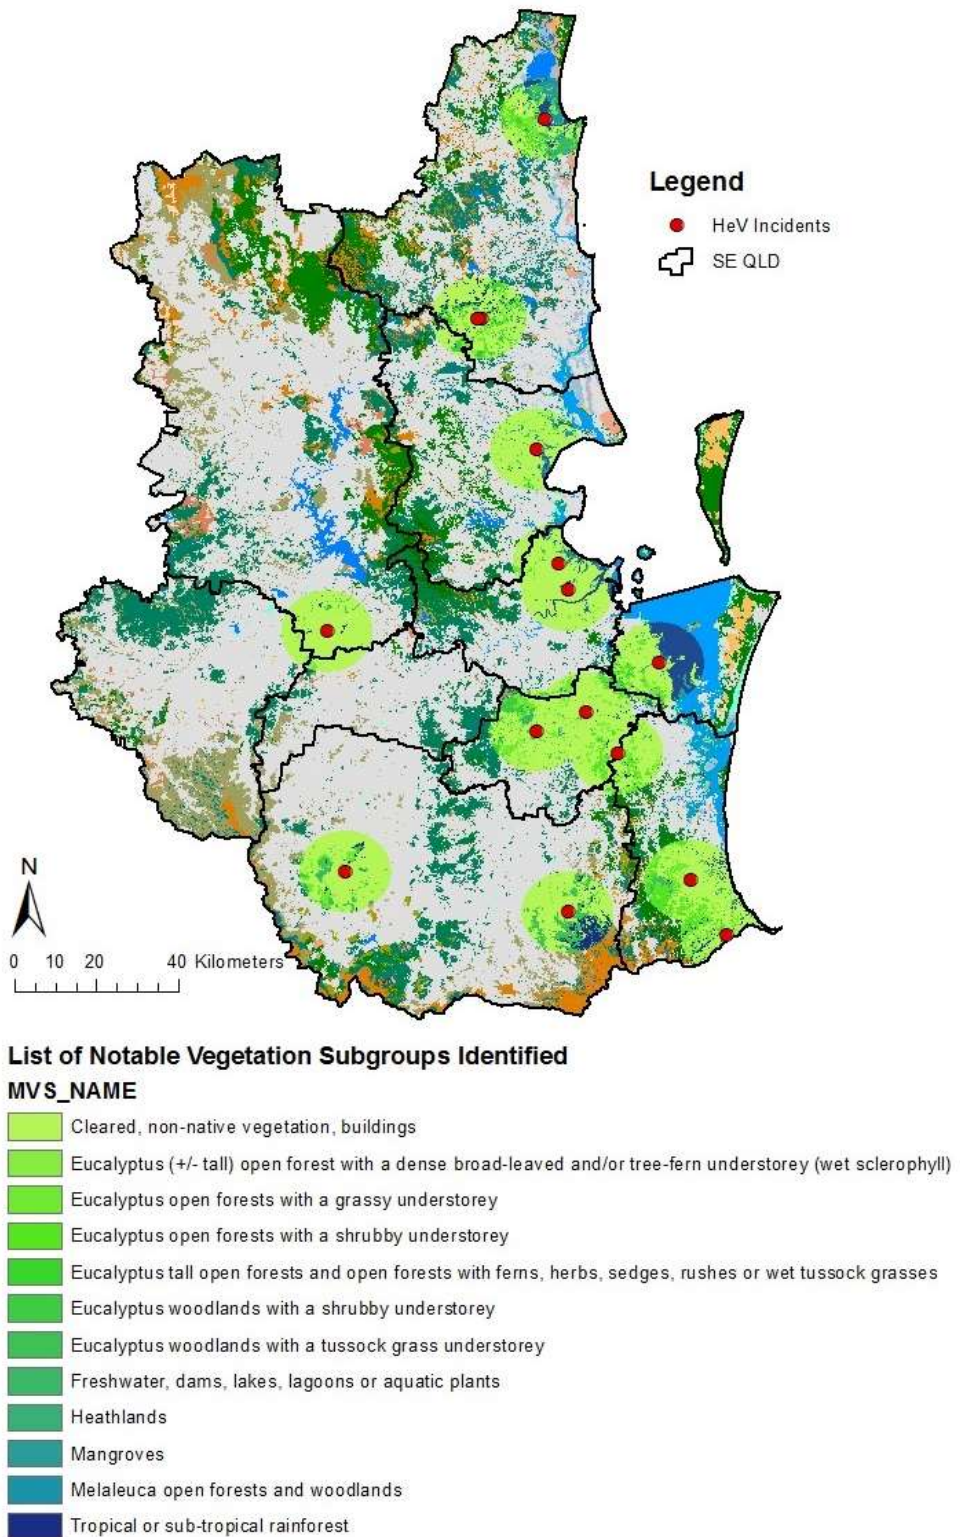 Legend
HeV Incidents
SE QLD
N
0 10 20 40 Kilometers
List of Notable Vegetation Subgroups Identified
MVS_NAME
Cleared, non-native vegetation, buildings
Eucalyptus (+/- tall) open forest with a dense broad-leaved and/or tree-fern understorey (wet sclerophyll)
Eucalyptus open forests with a grassy understorey
Eucalyptus open forests with a shrubby understorey
Eucalyptus tall open forests and open forests with ferns, herbs, sedges, rushes or wet tussock grasses
Eucalyptus woodlands with a shrubby understorey
Eucalyptus woodlands with a tussock grass understorey
Freshwater, dams, lakes, lagoons or aquatic plants
Heathlands
Mangroves
Melaleuca open forests and woodlands
Tropical or sub-tropical rainforest